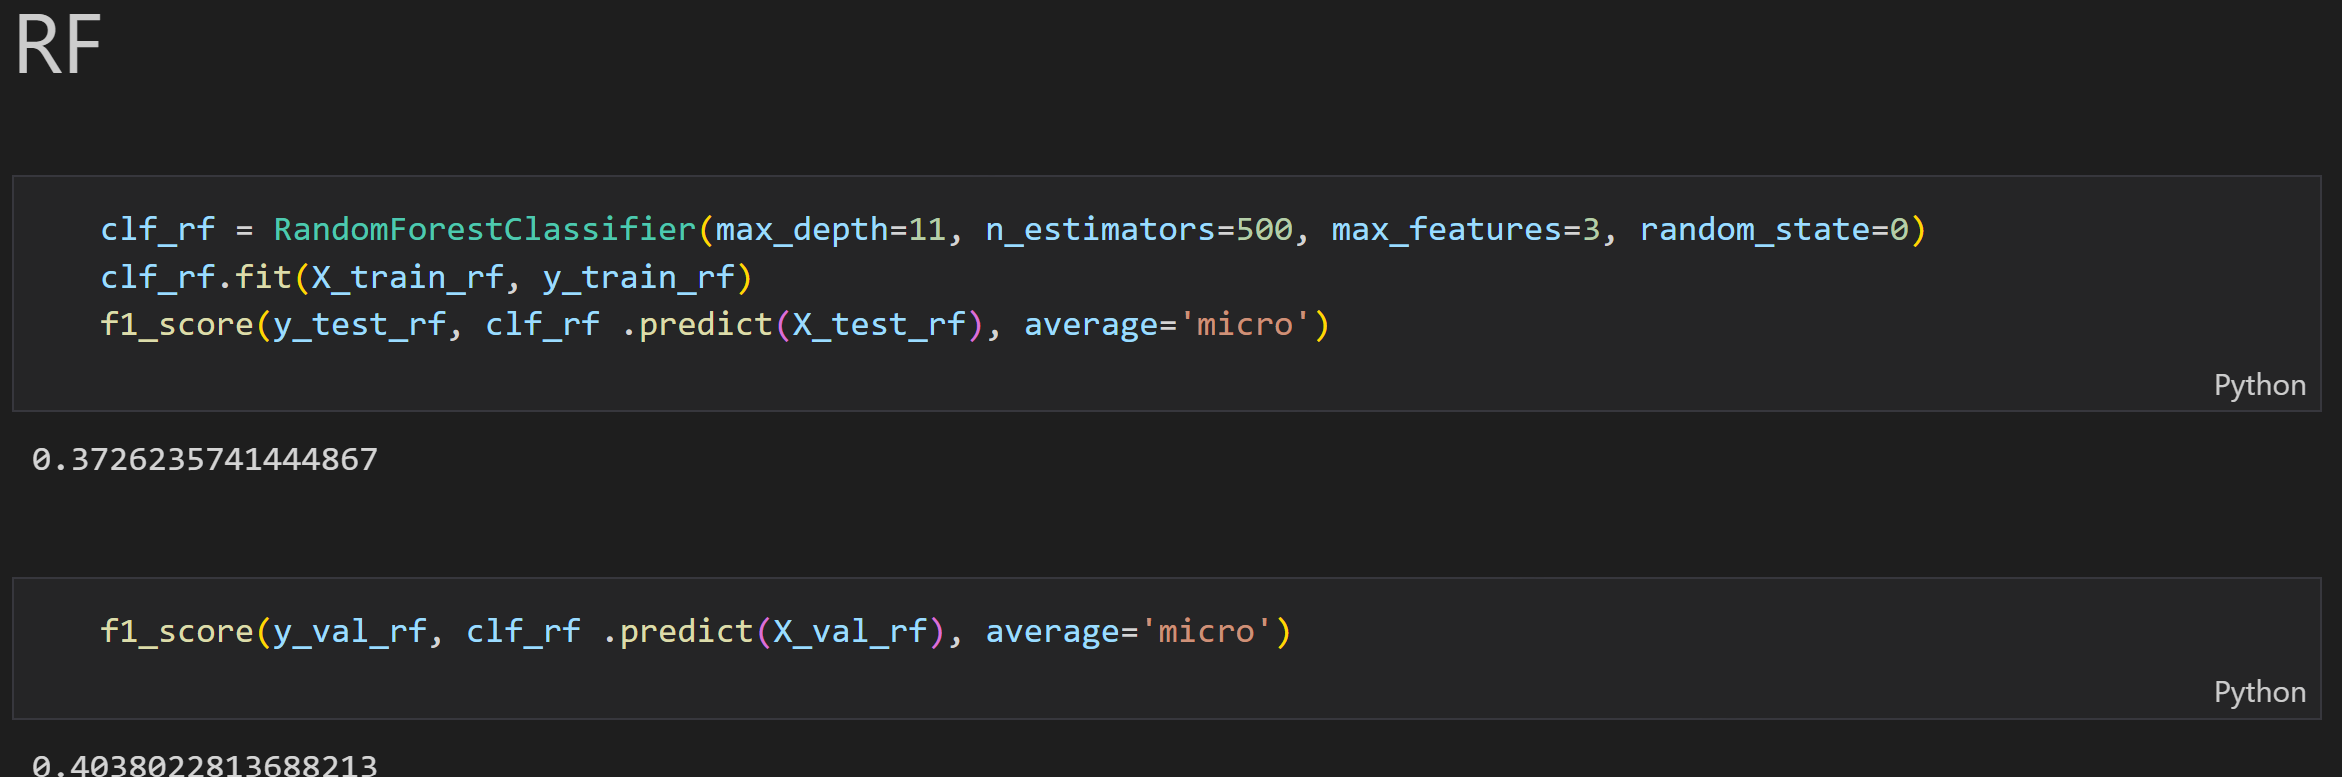 RF
clf_rf = RandomForestClassifier(max_depth=11, n_estimators=500, max_features=3, random_state=0)
clf_rf.fit(X_train_rf, y_train_rf)
f1_score(y_test_rf, clf_rf .predict(X_test_rf), average='micro')
Python
0.3726235741444867
f1_score(y_val_rf, clf_rf .predict(X_val_rf), average='micro')
Python
0.4038022813688213